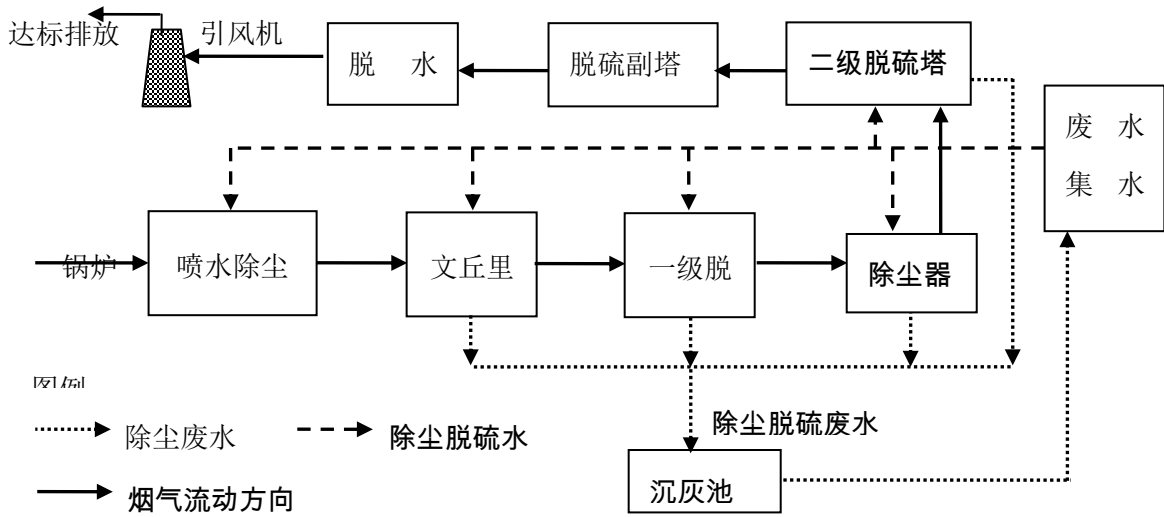 达标排放
引风机
脱 水
脱硫副塔
二级脱硫塔
废 水
集 水
锅炉
喷水除尘
文丘里
一级脱
除尘器
图例
除尘废水
除尘脱硫水
除尘脱硫废水
烟气流动方向
沉灰池